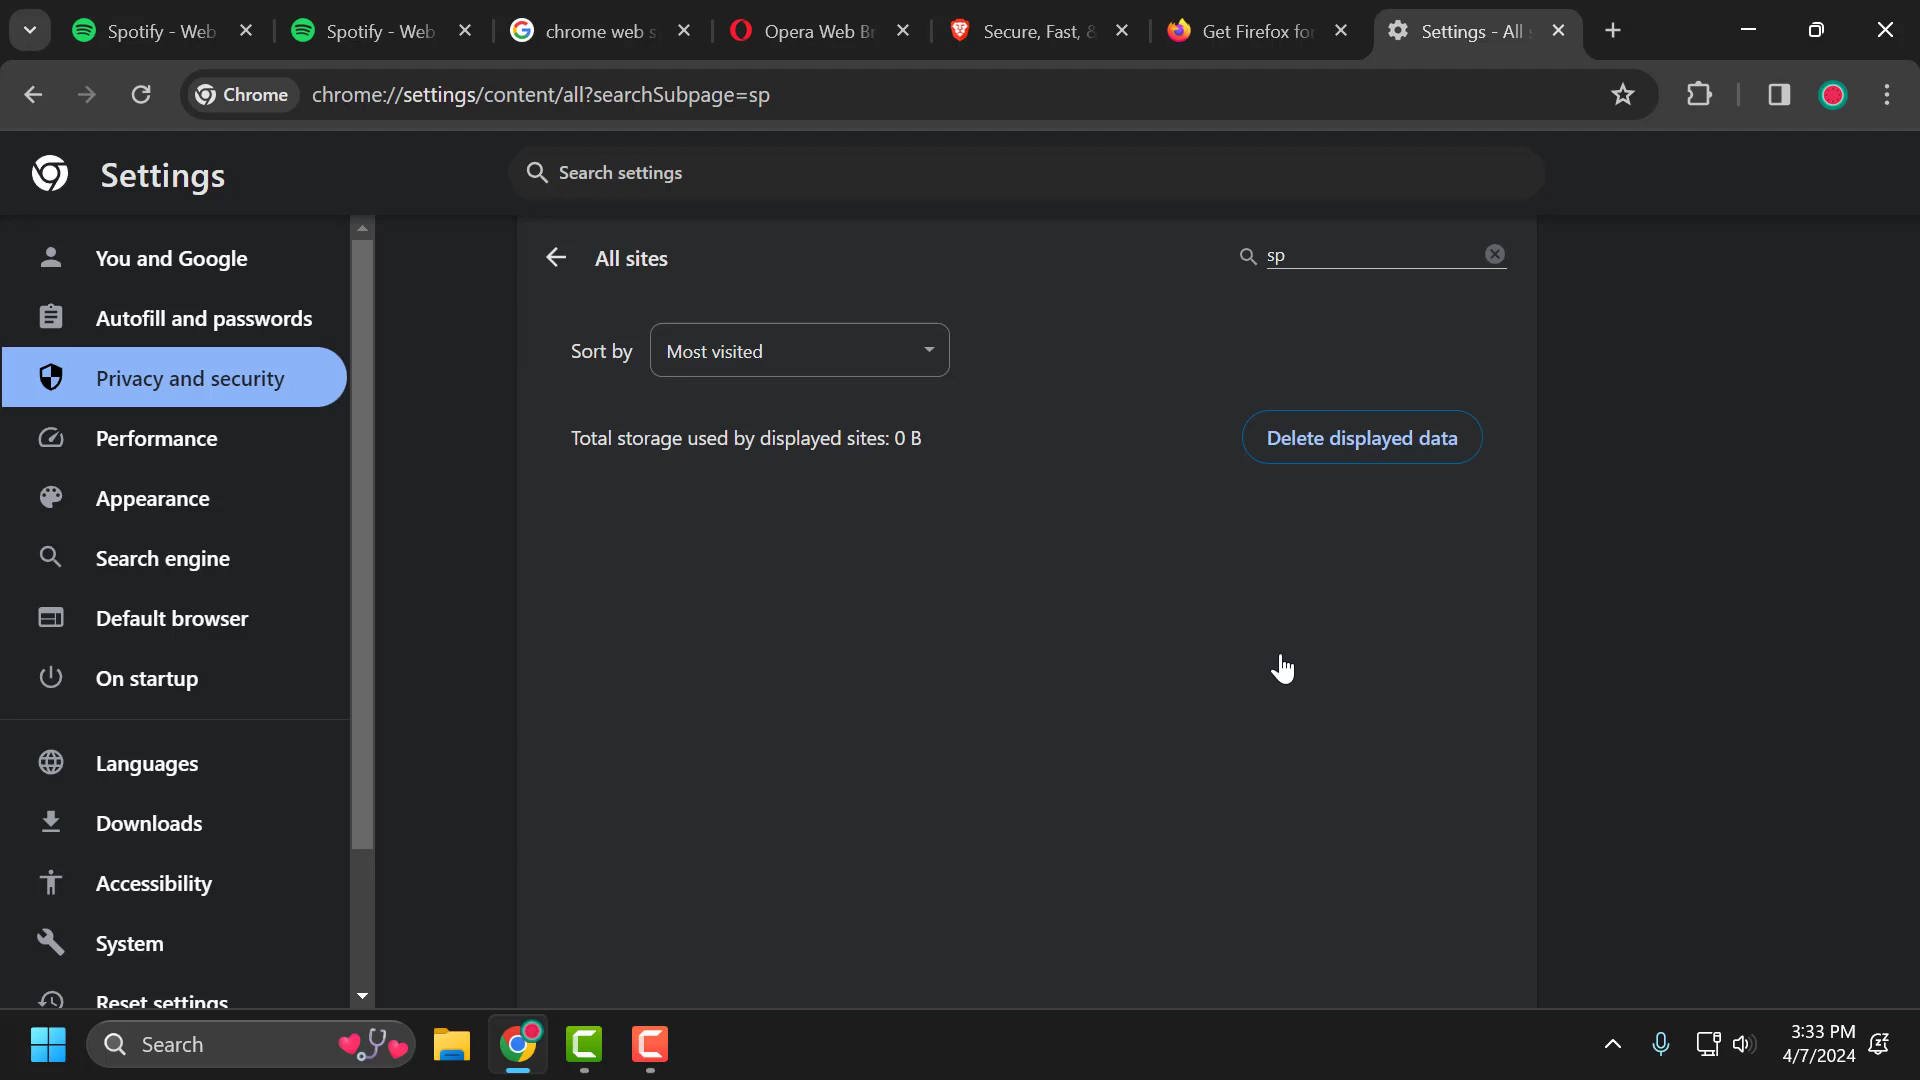 Spotify - Web
Spotify - Web
chrome web s
Opera Web Br
Secure, Fast, &
Get Firefox for
Settings - All s
Chrome
chrome://settings/content/all?searchSubpage=sp
Settings
Search settings
You and Google
Autofill and passwords
Privacy and security
Performance
Appearance
Search engine
Default browser
On startup
Languages
Downloads
Accessibility
System
Reset settings
All sites
sp
Sort by
Most visited
Total storage used by displayed sites: 0 B
Delete displayed data
Search
3:33 PM
4/7/2024